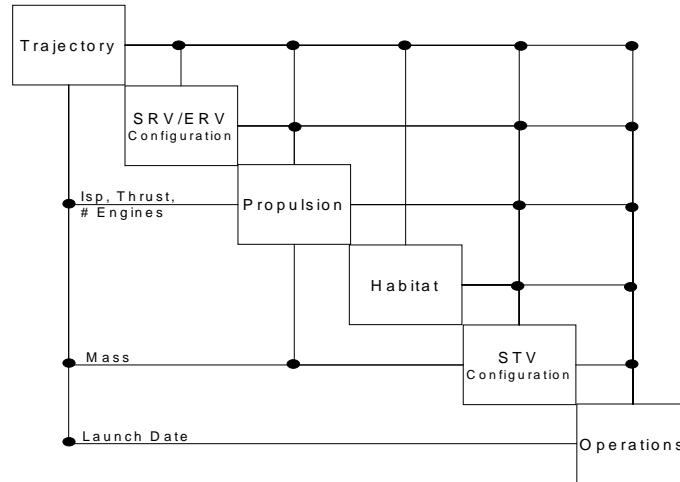 Trajectory
SRV/ERV
Configuration
Isp, Thrust,
# Engines
Propulsion
Habitat
Mass
STV
Configuration
Launch Date
Operations